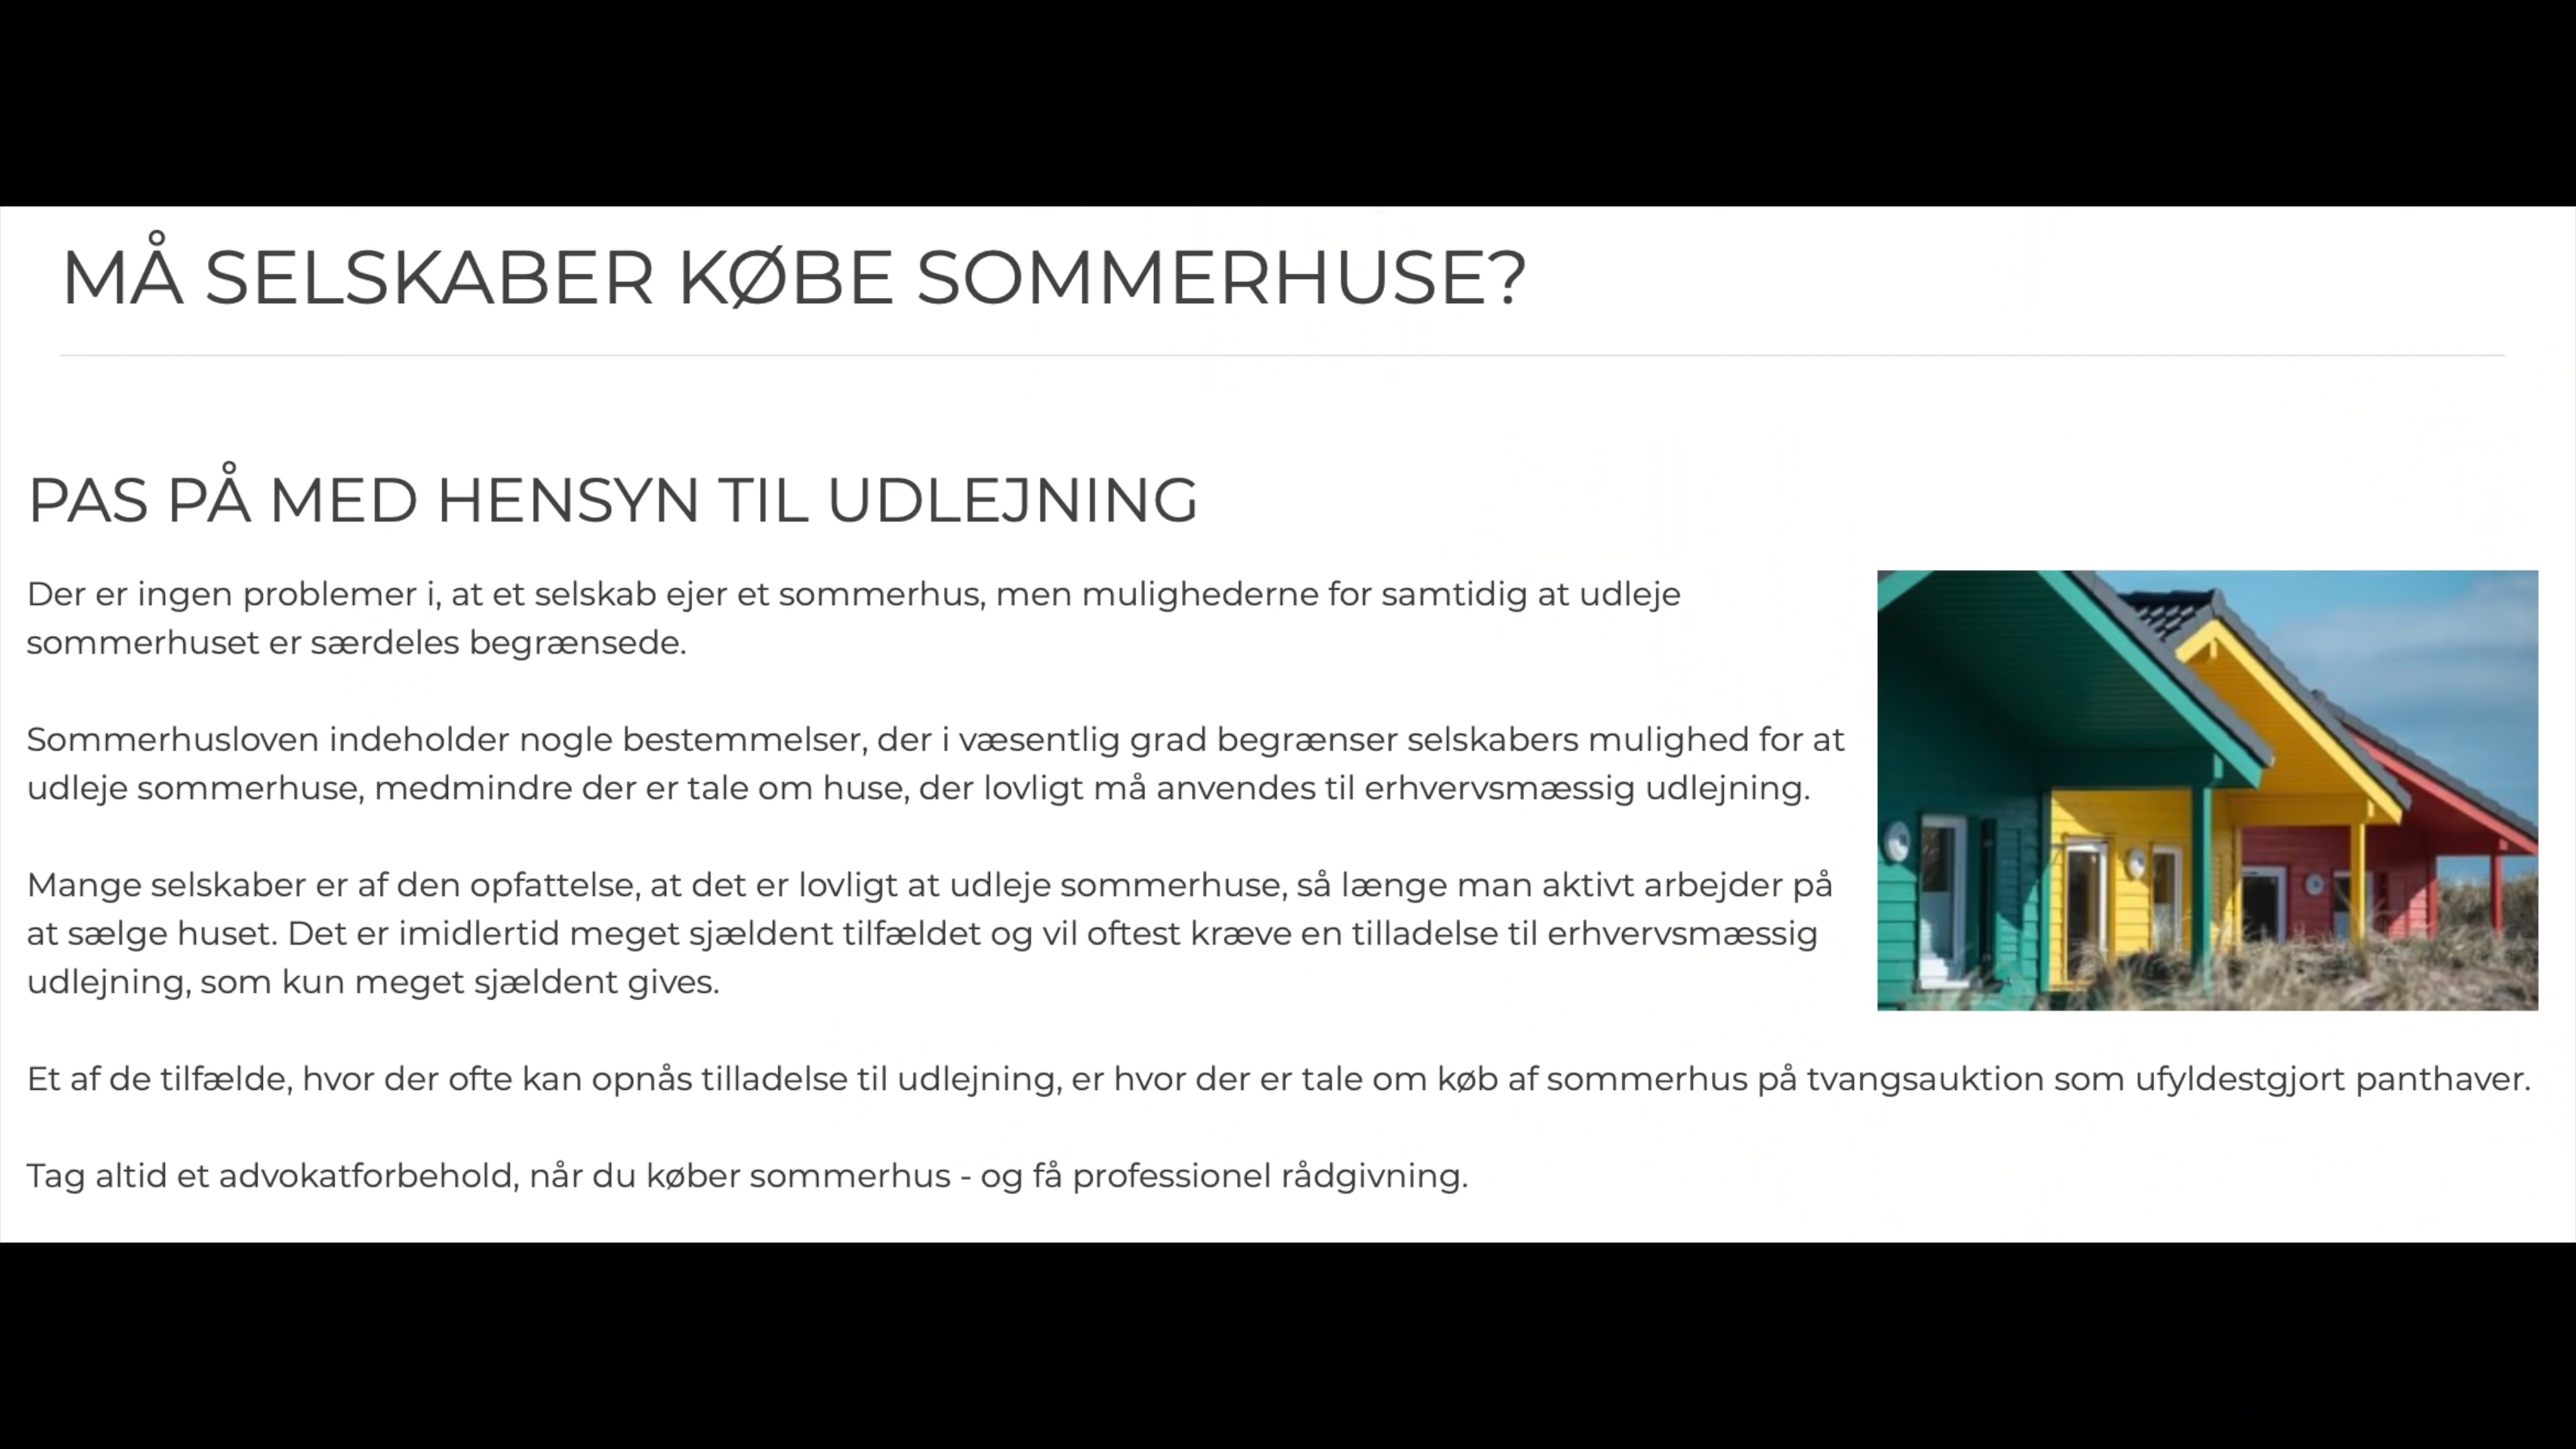 MÅ SELSKABER KØBE SOMMERHUSE?
PAS PÅ MED HENSYN TIL UDLEJNING
Der er ingen problemer i, at et selskab ejer et sommerhus, men mulighederne for samtidig at udleje
sommerhuset er særdeles begrænsede.
Sommerhusloven indeholder nogle bestemmelser, der i væsentlig grad begrænser selskabers mulighed for at
udleje sommerhuse, medmindre der er tale om huse, der lovligt må anvendes til erhvervsmæssig udlejning.
Mange selskaber er af den opfattelse, at det er lovligt at udleje sommerhuse, så længe man aktivt arbejder på
at sælge huset. Det er imidlertid meget sjældent tilfældet og vil oftest kræve en tilladelse til erhvervsmæssig
udlejning, som kun meget sjældent gives.
Et af de tilfælde, hvor der ofte kan opnås tilladelse til udlejning, er hvor der er tale om køb af sommerhus på tvangsauktion som ufyldestgjort panthaver.
Tag altid et advokatforbehold, når du køber sommerhus - og få professionel rådgivning.